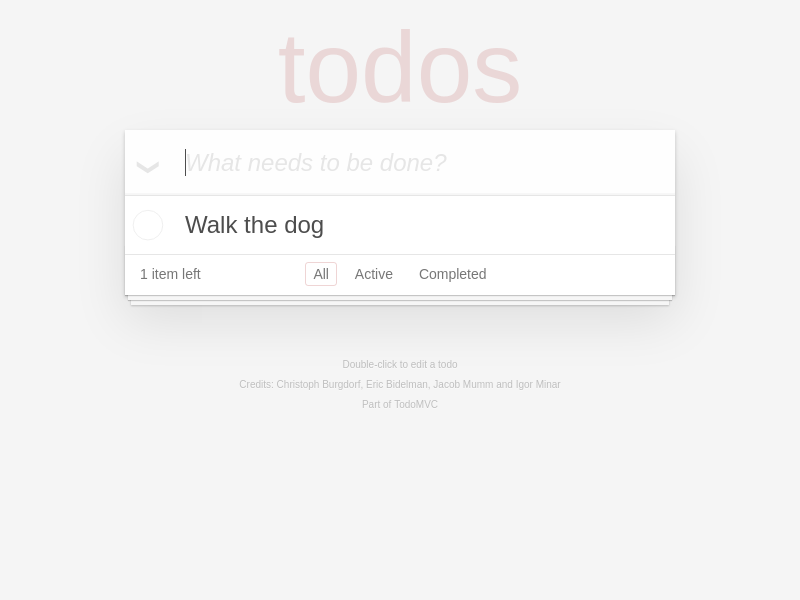 todos
What needs to be done?
Walk the dog
1 item left All Active Completed
Double-click to edit a todo
Credits: Christoph Burgdorf, Eric Bidelman, Jacob Mumm and Igor Minar
Part of TodoMVC